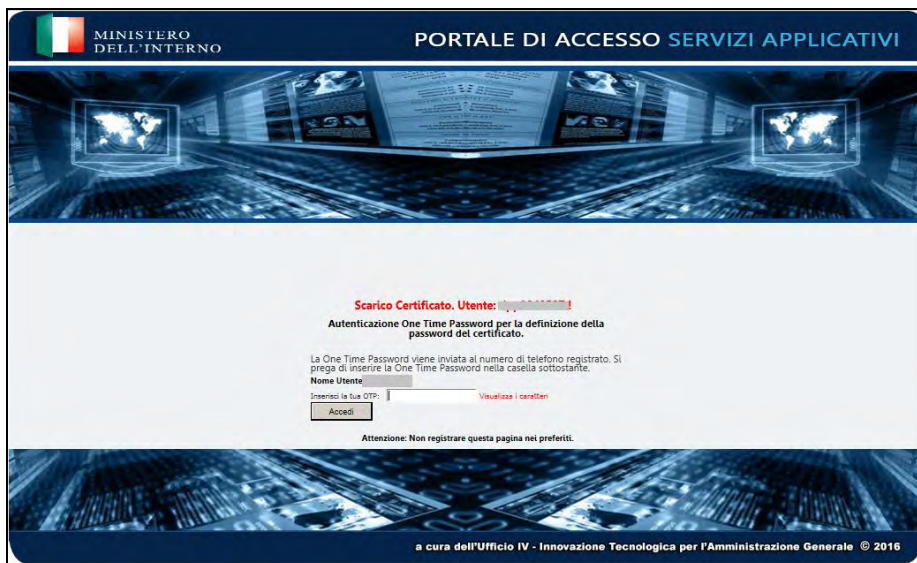 MINISTERO
DELL'INTERNO
PORTALE DI ACCESSO SERVIZI APPLICATIVI
Scarico Certificato. Utente:
Autenticazione One Time Password per la definizione della
password del certificato.
La One Time Password viene inviata al numero di telefono registrato. Si
prega di inserire la One Time Password nella casella sottostante.
Nome Utente
Inserisci la tua OTP: Visualizza i caratteri
Accedi
Attenzione: Non registrare questa pagina nei preferiti.
a cura dell'Ufficio IV - Innovazione Tecnologica per l'Amministrazione Generale © 2016